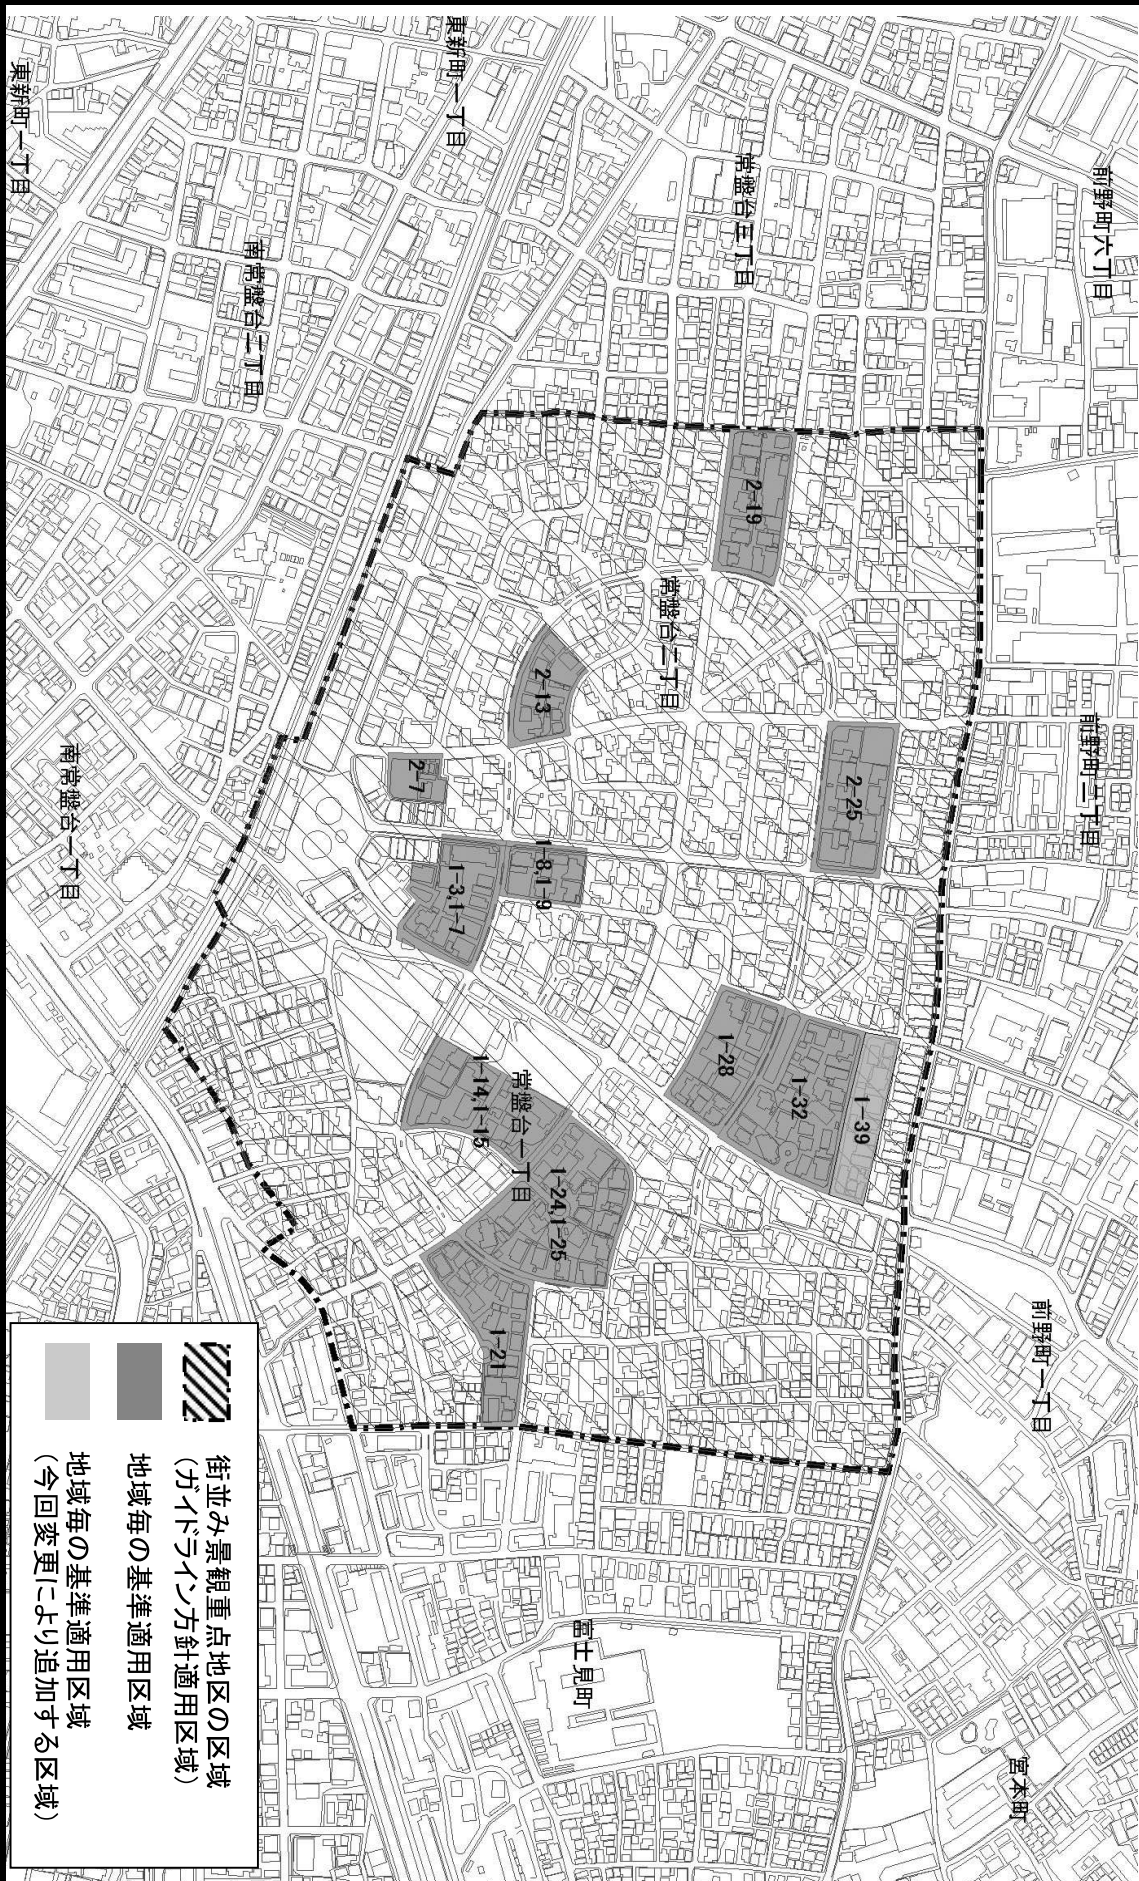 前野町六丁目
前野町二丁目
前野町一丁目
宮本町
常盤台三丁目
東新町一丁目
東新町一丁目
南常盤台二丁目
南常盤台一丁目
常盤台二丁目
常盤台一丁目
富士見町
2-19
2-13
2-7
2-25
1-8,1-9
1-3,1-7
1-28
1-32
1-39
1-14,1-15
1-24,1-25
1-21
街並み景観重点地区の区域
(ガイドライン方針適用区域)
地域毎の基準適用区域
地域毎の基準適用区域
(今回変更により追加する区域)